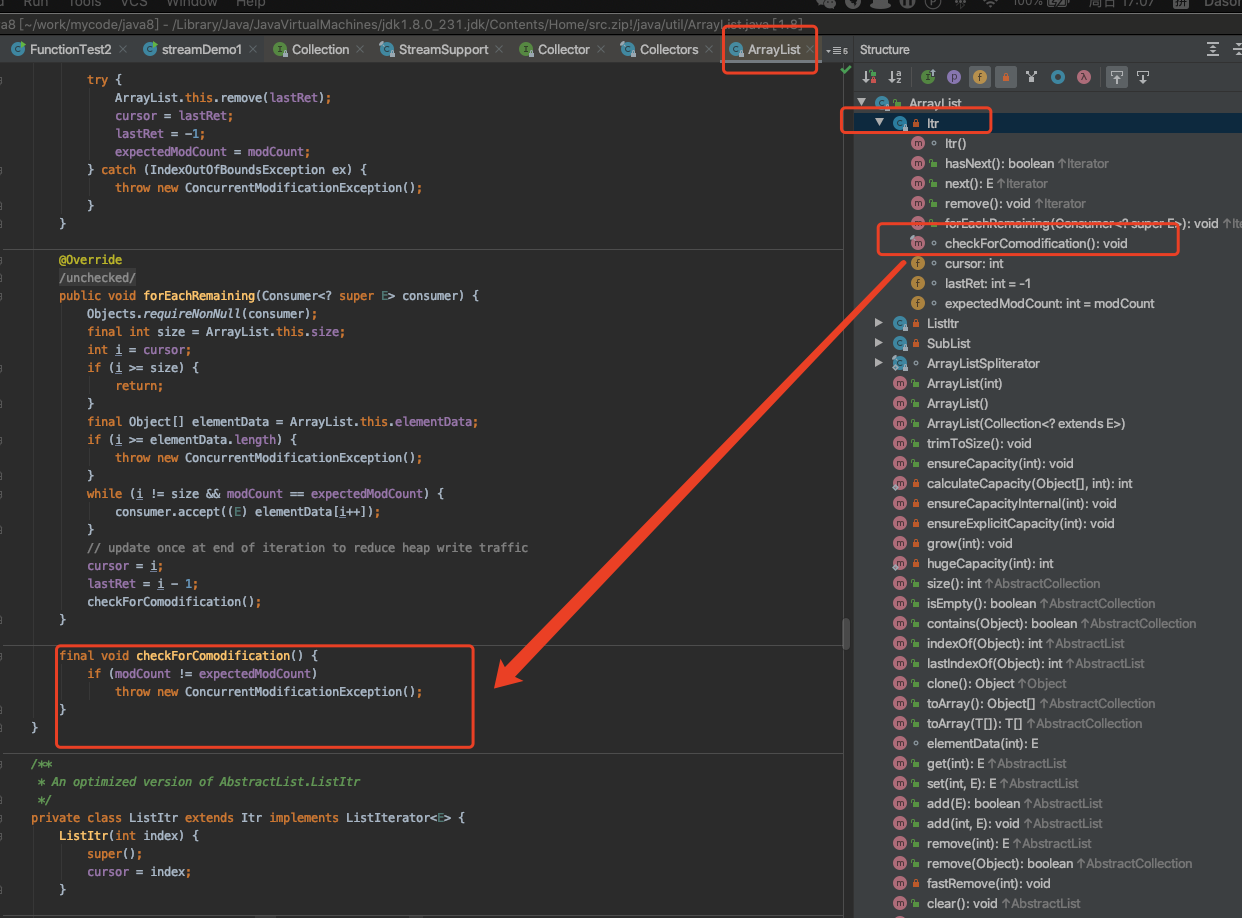 Run Tools VCS Window Help 100% 周日 17:07
a8 [~/work/mycode/java8] - /Library/Java/JavaVirtualMachines/jdk1.8.0_231.jdk/Contents/Home/src.zip!/java/util/ArrayList.java [1.8]
FunctionTest2 streamDemo1 Collection StreamSupport Collector Collectors ArrayList
try {
ArrayList.this.remove(lastRet);
cursor = lastRet;
lastRet = -1;
expectedModCount = modCount;
} catch (IndexOutOfBoundsException ex) {
throw new ConcurrentModificationException();
}
}
@Override
/unchecked/
public void forEachRemaining(Consumer<? super E> consumer) {
Objects.requireNonNull(consumer);
final int size = ArrayList.this.size;
int i = cursor;
if (i >= size) {
return;
}
final Object[] elementData = ArrayList.this.elementData;
if (i >= elementData.length) {
throw new ConcurrentModificationException();
}
while (i != size && modCount == expectedModCount) {
consumer.accept((E) elementData[i++]);
}
// update once at end of iteration to reduce heap write traffic
cursor = i;
lastRet = i - 1;
checkForComodification();
}
final void checkForComodification() {
if (modCount != expectedModCount)
throw new ConcurrentModificationException();
}
}
/**
* An optimized version of AbstractList.ListItr
*/
private class ListItr extends Itr implements ListIterator<E> {
ListItr(int index) {
super();
cursor = index;
}
Structure
ArrayList
Itr
Itr()
hasNext(): boolean ↑Iterator
next(): E ↑Iterator
remove(): void ↑Iterator
forEachRemaining(Consumer<? super E>): void ↑Ite
checkForComodification(): void
cursor: int
lastRet: int = -1
expectedModCount: int = modCount
ListItr
SubList
ArrayListSpliterator
ArrayList(int)
ArrayList()
ArrayList(Collection<? extends E>)
trimToSize(): void
ensureCapacity(int): void
calculateCapacity(Object[], int): int
ensureCapacityInternal(int): void
ensureExplicitCapacity(int): void
grow(int): void
hugeCapacity(int): int
size(): int ↑AbstractCollection
isEmpty(): boolean ↑AbstractCollection
contains(Object): boolean ↑AbstractCollection
indexOf(Object): int ↑AbstractList
lastIndexOf(Object): int ↑AbstractList
clone(): Object ↑Object
toArray(): Object[] ↑AbstractCollection
toArray(T[]): T[] ↑AbstractCollection
elementData(int): E
get(int): E ↑AbstractList
set(int, E): E ↑AbstractList
add(E): boolean ↑AbstractList
add(int, E): void ↑AbstractList
remove(int): E ↑AbstractList
remove(Object): boolean ↑AbstractCollection
fastRemove(int): void
clear(): void ↑AbstractList